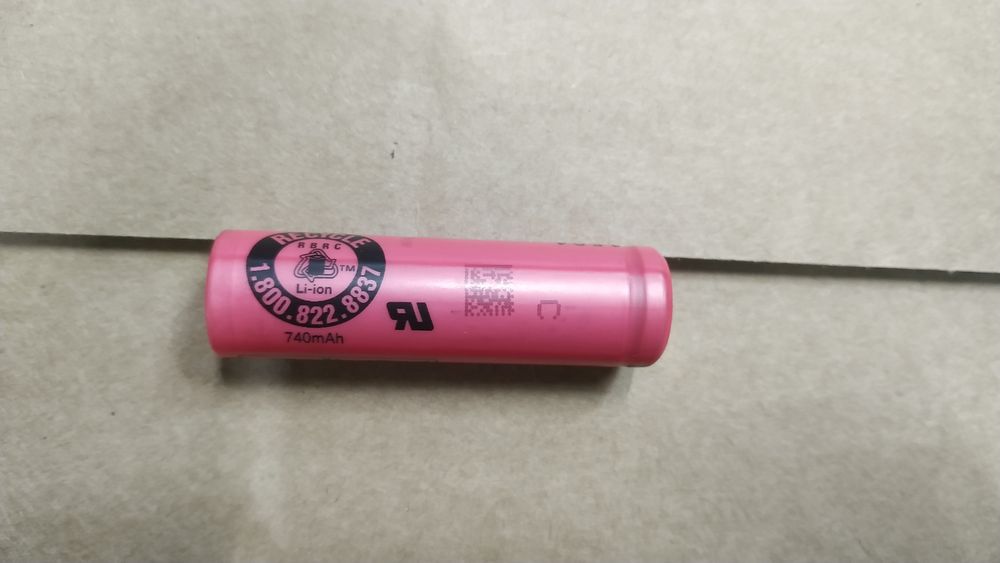 RECYCLE
RBRC
TM
Li-ion
1.800.822.8837
740mAh
C